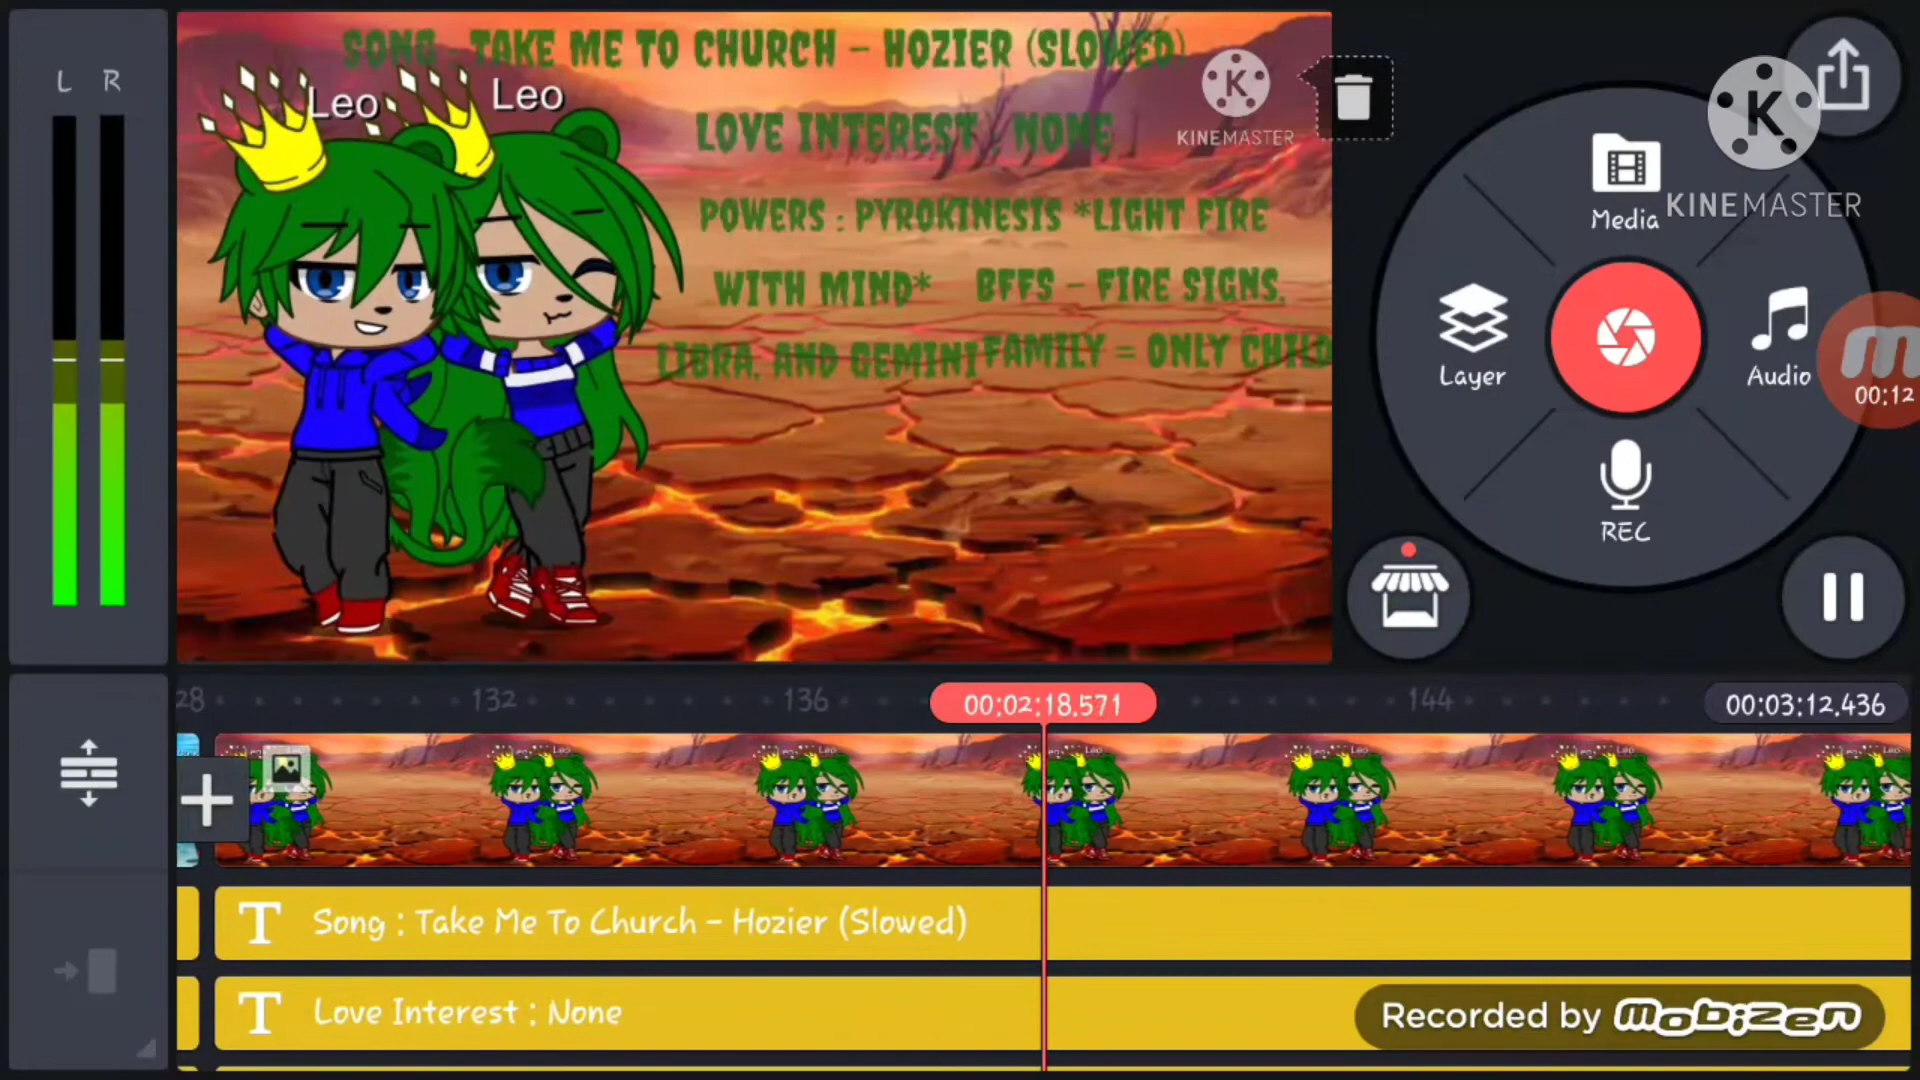 L R
SONG : TAKE ME TO CHURCH - HOZIER (SLOWED)
Leo Leo
LOVE INTEREST : NONE
POWERS : PYROKINESIS *LIGHT FIRE
WITH MIND* BFFS - FIRE SIGNS,
LIBRA, AND GEMINI FAMILY = ONLY CHILD
K
KINEMASTER
K
KINEMASTER
Media
Layer
Audio
REC
00:12
28 132 136 00:02:18.571 144 00:03:12.436
T Song : Take Me To Church - Hozier (Slowed)
T Love Interest : None
Recorded by mobizen